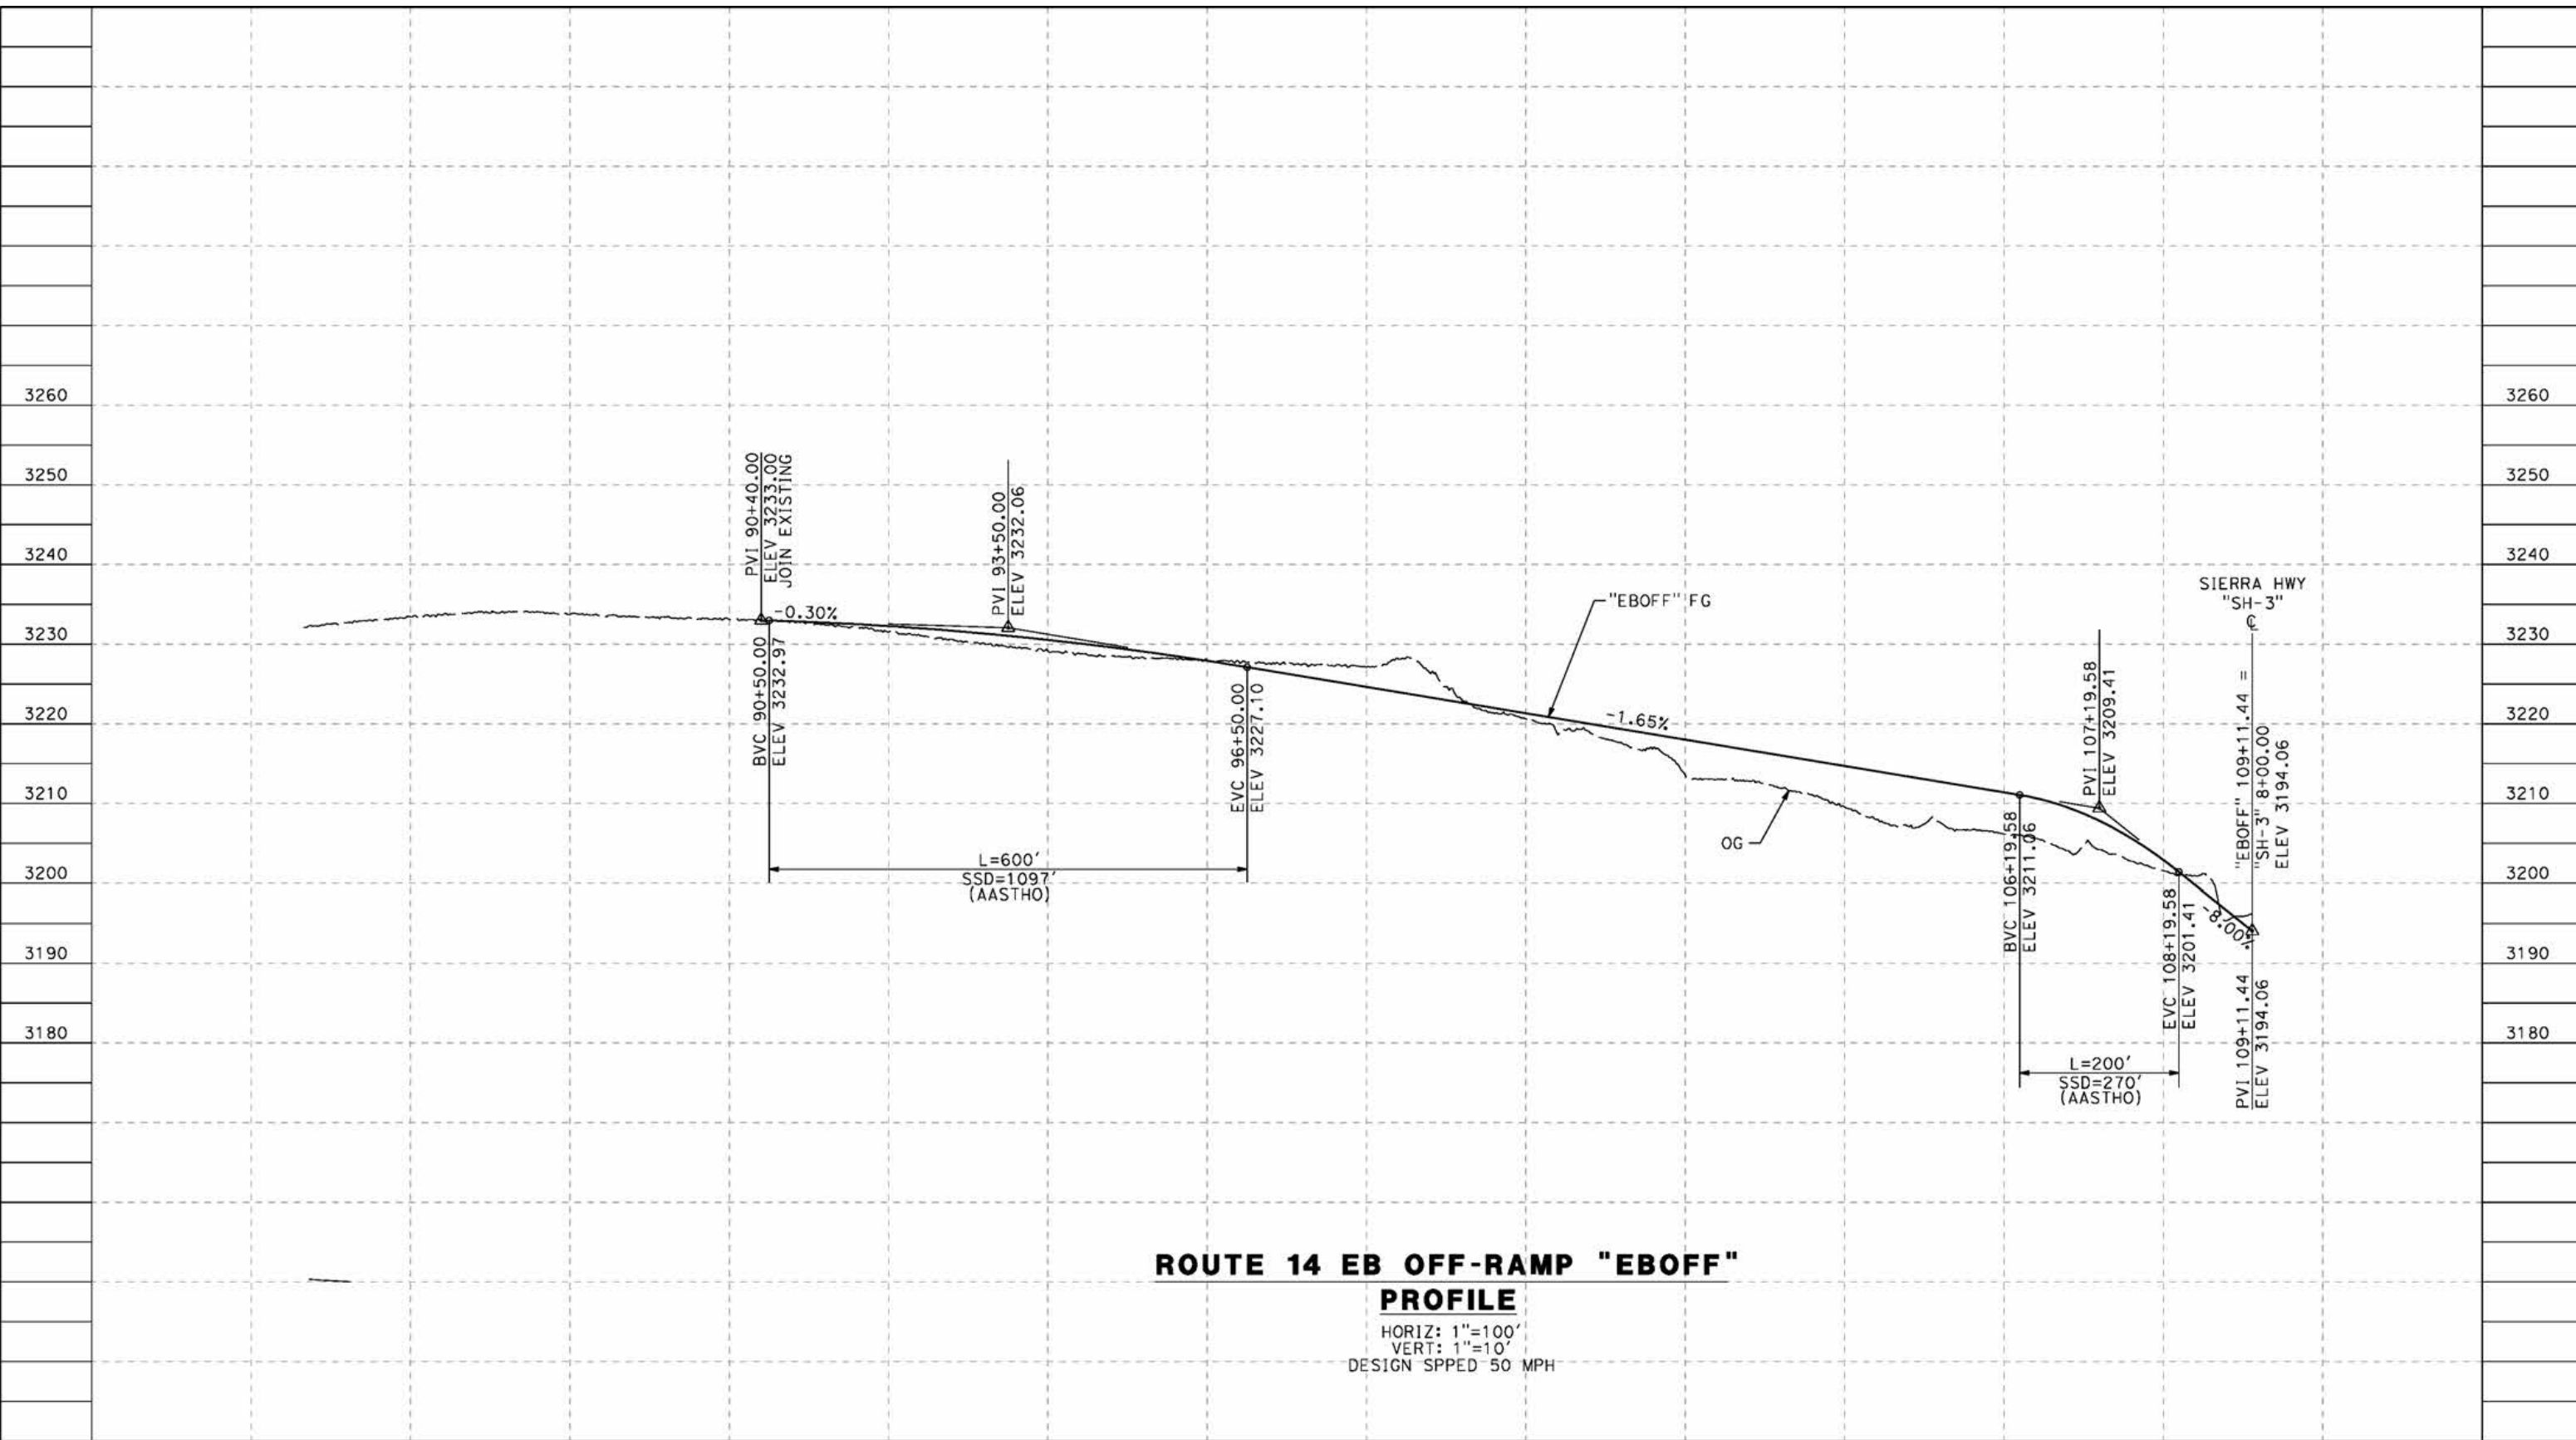 3260
3250
3240
3230
3220
3210
3200
3190
3180
PVI 90+40.00
ELEV 3233.00
JOIN EXISTING
-0.30%
BVC 90+50.00
ELEV 3232.97
PVI 93+50.00
ELEV 3232.06
L=600'
SSD=1097'
(AASTHO)
EVC 96+50.00
ELEV 3227.10
"EBOFF" FG
-1.65%
OG
BVC 106+19.58
ELEV 3211.06
PVI 107+19.58
ELEV 3209.41
L=200'
SSD=270'
(AASTHO)
EVC 108+19.58
ELEV 3201.41
-8.00%
SIERRA HWY
"SH-3"
℄
"EBOFF" 109+11.44 =
"SH-3" 8+00.00
ELEV 3194.06
PVI 109+11.44
ELEV 3194.06
3260
3250
3240
3230
3220
3210
3200
3190
3180
ROUTE 14 EB OFF-RAMP "EBOFF"
PROFILE
HORIZ: 1"=100'
VERT: 1"=10'
DESIGN SPPED 50 MPH